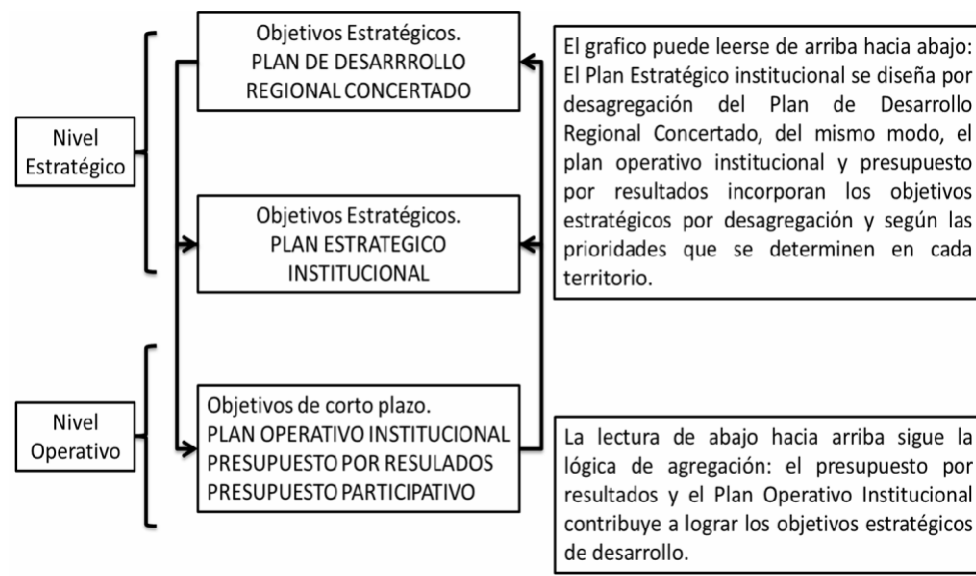 Nivel
Estratégico
Objetivos Estratégicos.
PLAN DE DESARRROLLO
REGIONAL CONCERTADO
Objetivos Estratégicos.
PLAN ESTRATEGICO
INSTITUCIONAL
El grafico puede leerse de arriba hacia abajo:
El Plan Estratégico institucional se diseña por
desagregación del Plan de Desarrollo
Regional Concertado, del mismo modo, el
plan operativo institucional y presupuesto
por resultados incorporan los objetivos
estratégicos por desagregación y según las
prioridades que se determinen en cada
territorio.
Nivel
Operativo
Objetivos de corto plazo.
PLAN OPERATIVO INSTITUCIONAL
PRESUPUESTO POR RESULADOS
PRESUPUESTO PARTICIPATIVO
La lectura de abajo hacia arriba sigue la
lógica de agregación: el presupuesto por
resultados y el Plan Operativo Institucional
contribuye a lograr los objetivos estratégicos
de desarrollo.